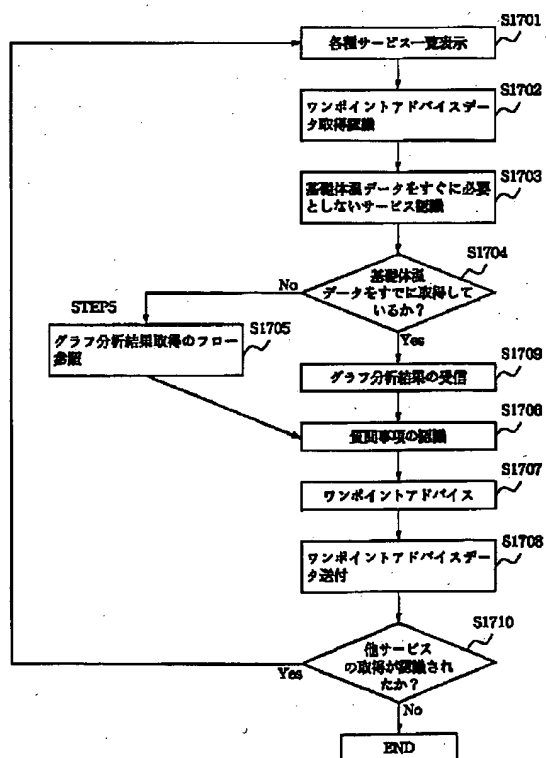 S1701
各種サービス一覧表示
S1702
ワンポイントアドバイスデー
タ取得認識
S1703
基礎体温データをすぐに必要
としないサービス認識
S1704
基礎体温
データをすでに取得して
いるか?
No
Yes
STEP5
S1705
グラフ分析結果取得のフロー
参照
S1709
グラフ分析結果の受信
S1706
質問事項の認識
S1707
ワンポイントアドバイス
S1708
ワンポイントアドバイスデー
タ送付
S1710
他サービス
の取得が認識され
たか?
Yes
No
END